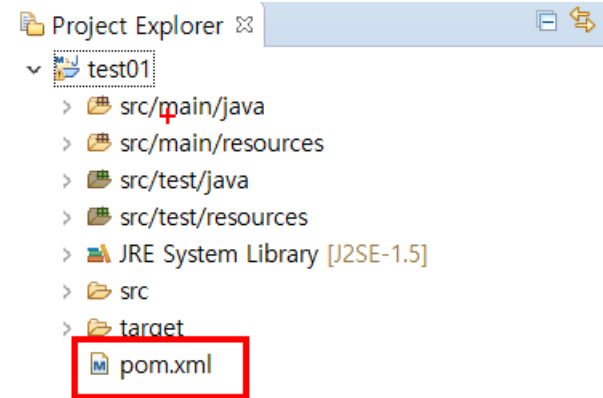 Project Explorer
test01
src/main/java
src/main/resources
src/test/java
src/test/resources
JRE System Library [J2SE-1.5]
src
target
pom.xml